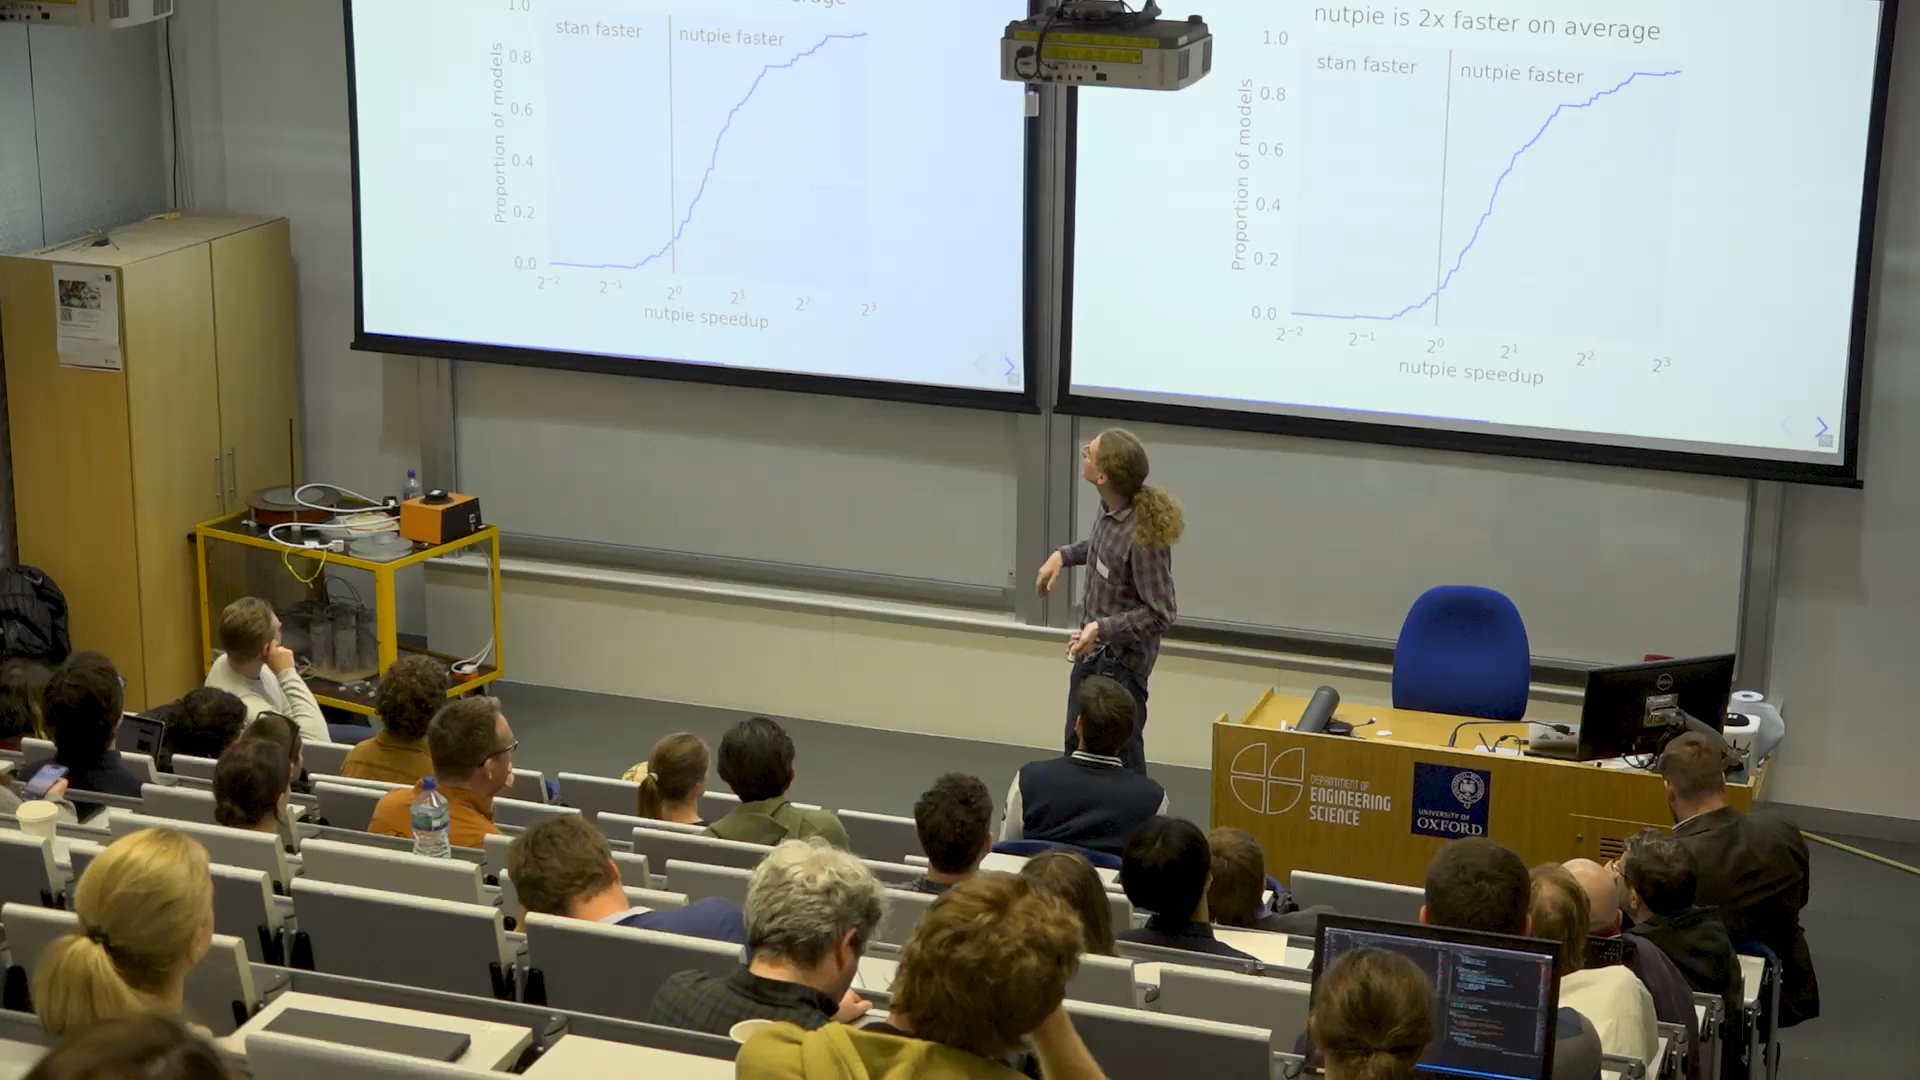 1.0
stan faster
nutpie faster
0.8
0.6
0.4
0.2
0.0
Proportion of models
2⁻²
2⁻¹
2⁰
2¹
2²
2³
nutpie speedup
nutpie is 2x faster on average
1.0
stan faster
nutpie faster
0.8
0.6
0.4
0.2
0.0
Proportion of models
2⁻²
2⁻¹
2⁰
2¹
2²
2³
nutpie speedup
DELL
DEPARTMENT OF
ENGINEERING
SCIENCE
UNIVERSITY OF
OXFORD